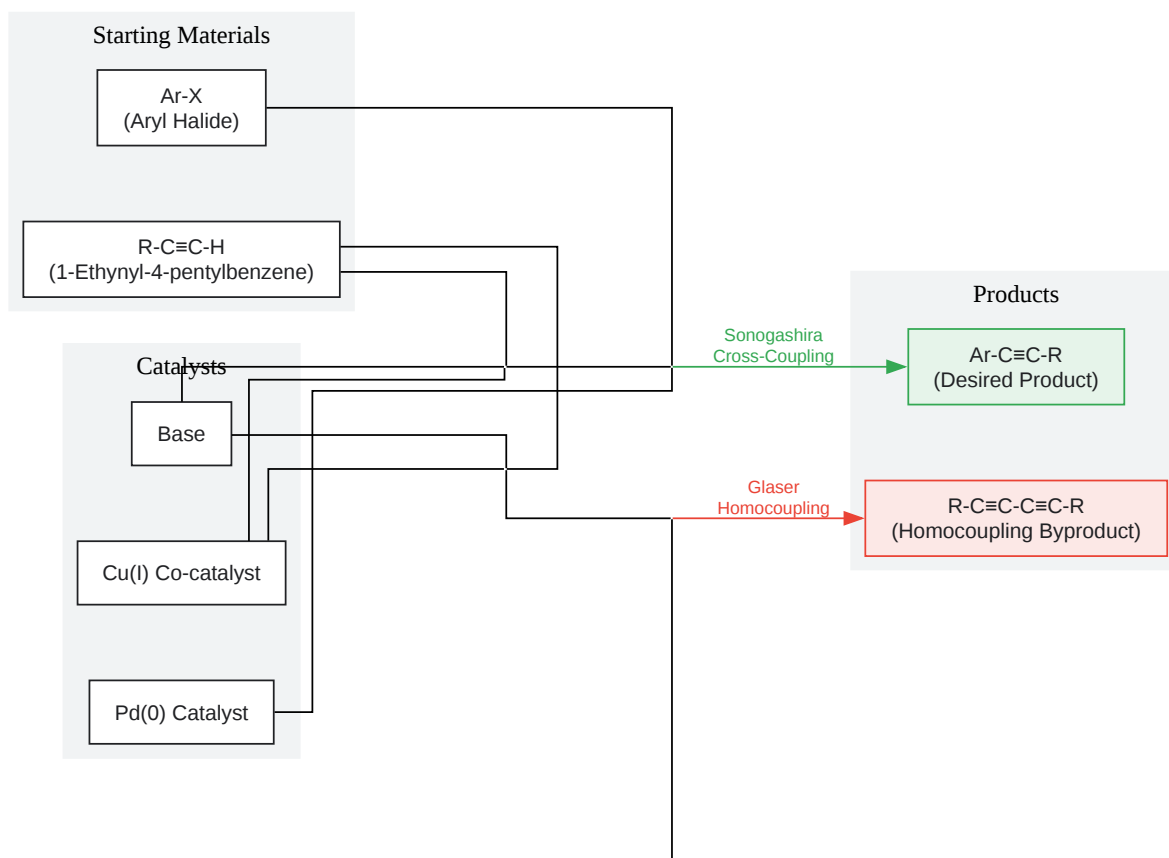 Starting Materials
Ar-X
(Aryl Halide)
R-C≡C-H
(1-Ethynyl-4-pentylbenzene)
Catalysts
Base
Cu(I) Co-catalyst
Pd(0) Catalyst
Sonogashira
Cross-Coupling
Glaser
Homocoupling
Products
Ar-C≡C-R
(Desired Product)
R-C≡C-C≡C-R
(Homocoupling Byproduct)